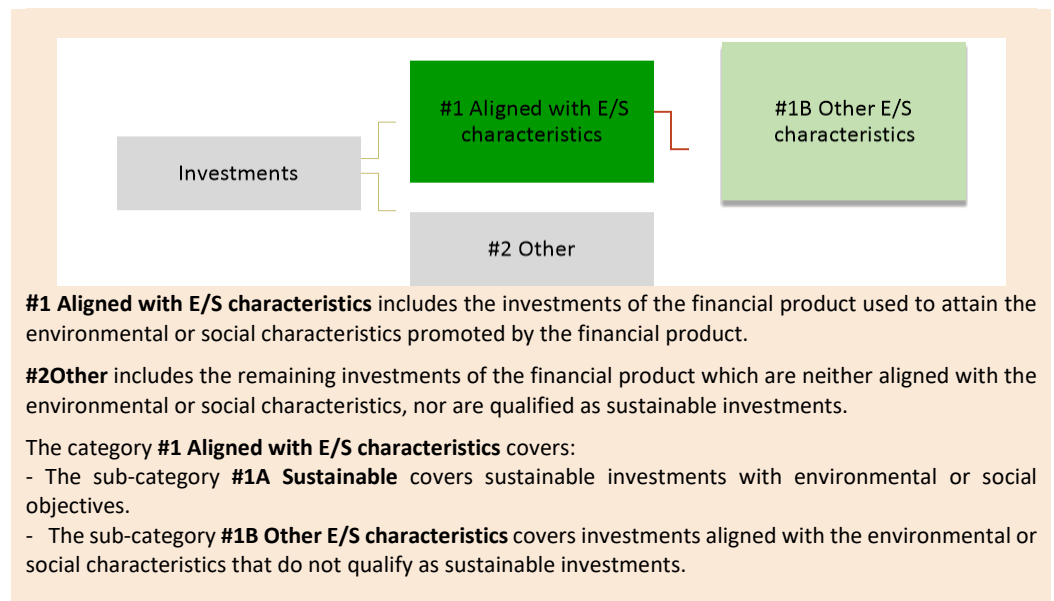 #1 Aligned with E/S
characteristics
#1B Other E/S
characteristics
Investments
#2 Other
#1 Aligned with E/S characteristics includes the investments of the financial product used to attain the
environmental or social characteristics promoted by the financial product.
#2Other includes the remaining investments of the financial product which are neither aligned with the
environmental or social characteristics, nor are qualified as sustainable investments.
The category #1 Aligned with E/S characteristics covers:
- The sub-category #1A Sustainable covers sustainable investments with environmental or social
objectives.
- The sub-category #1B Other E/S characteristics covers investments aligned with the environmental or
social characteristics that do not qualify as sustainable investments.